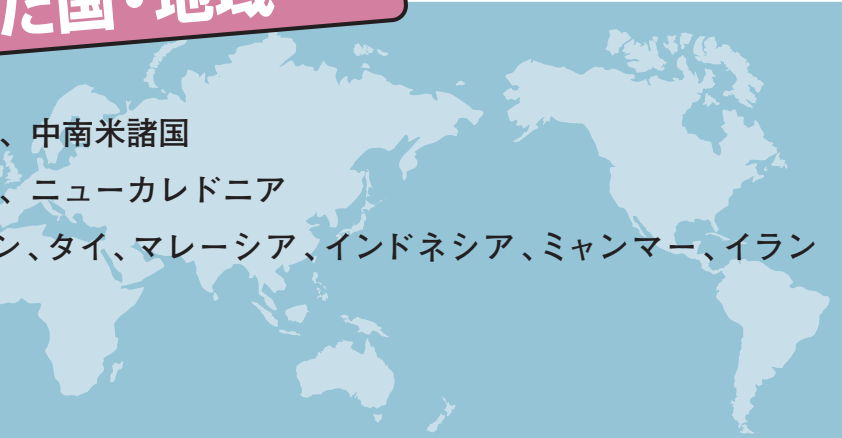 た国・地域
、中南米諸国
、ニューカレドニア
ン、タイ、マレーシア、インドネシア、ミャンマー、イラン